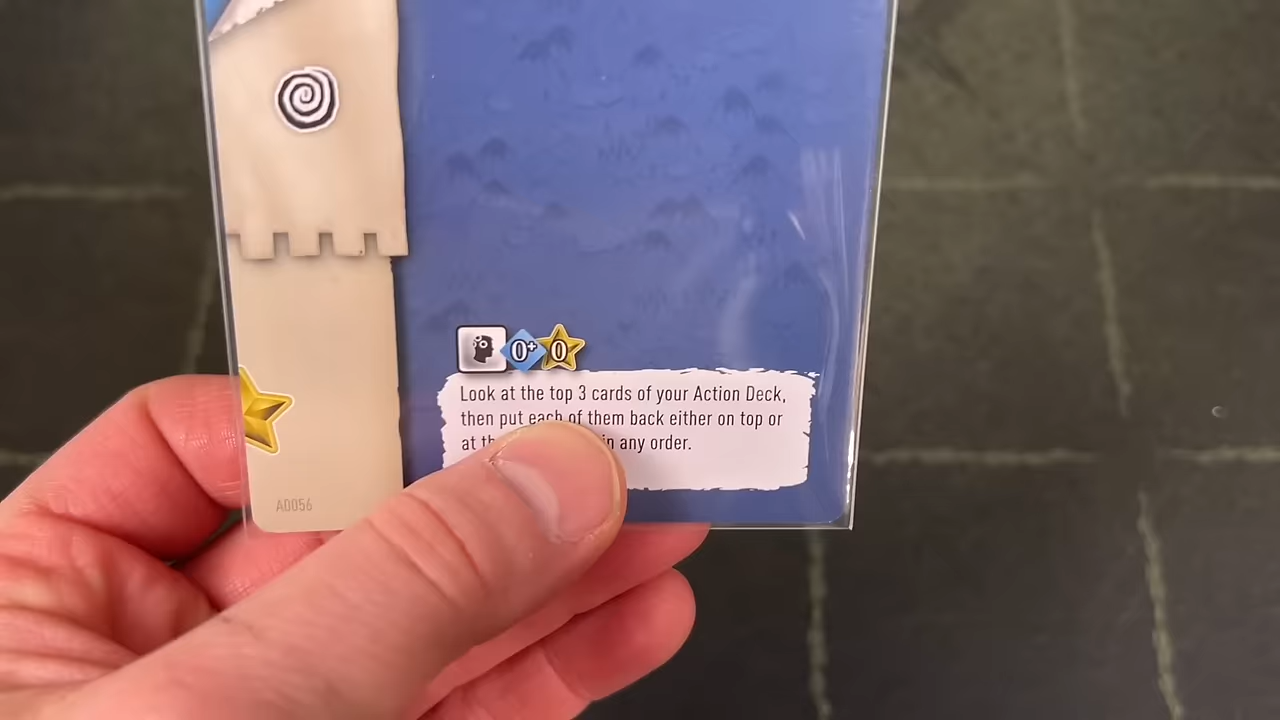 0+ 0
Look at the top 3 cards of your Action Deck,
then put each of them back either on top or
at in any order.
A0056